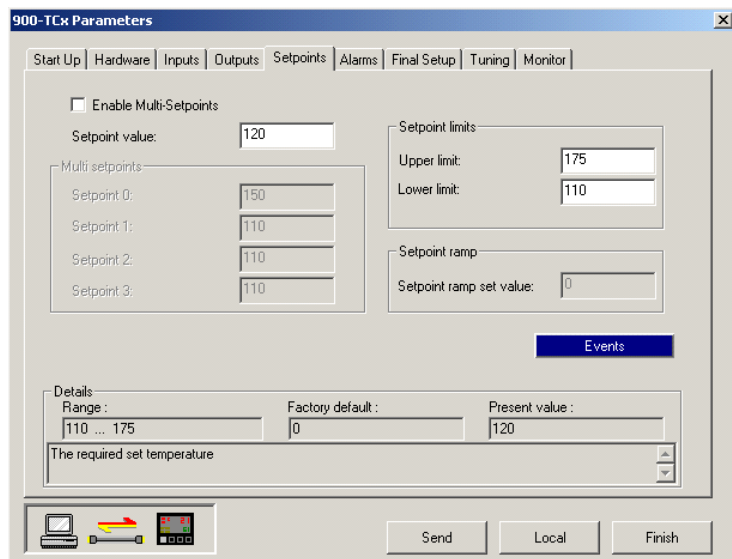 900-TCx Parameters
Start Up Hardware Inputs Outputs Setpoints Alarms Final Setup Tuning Monitor
Enable Multi-Setpoints
Setpoint value: 120
Multi setpoints
Setpoint 0: 150
Setpoint 1: 110
Setpoint 2: 110
Setpoint 3: 110
Setpoint limits
Upper limit: 175
Lower limit: 110
Setpoint ramp
Setpoint ramp set value: 0
Events
Details
Range : Factory default : Present value :
110 ... 175 0 120
The required set temperature
Send Local Finish